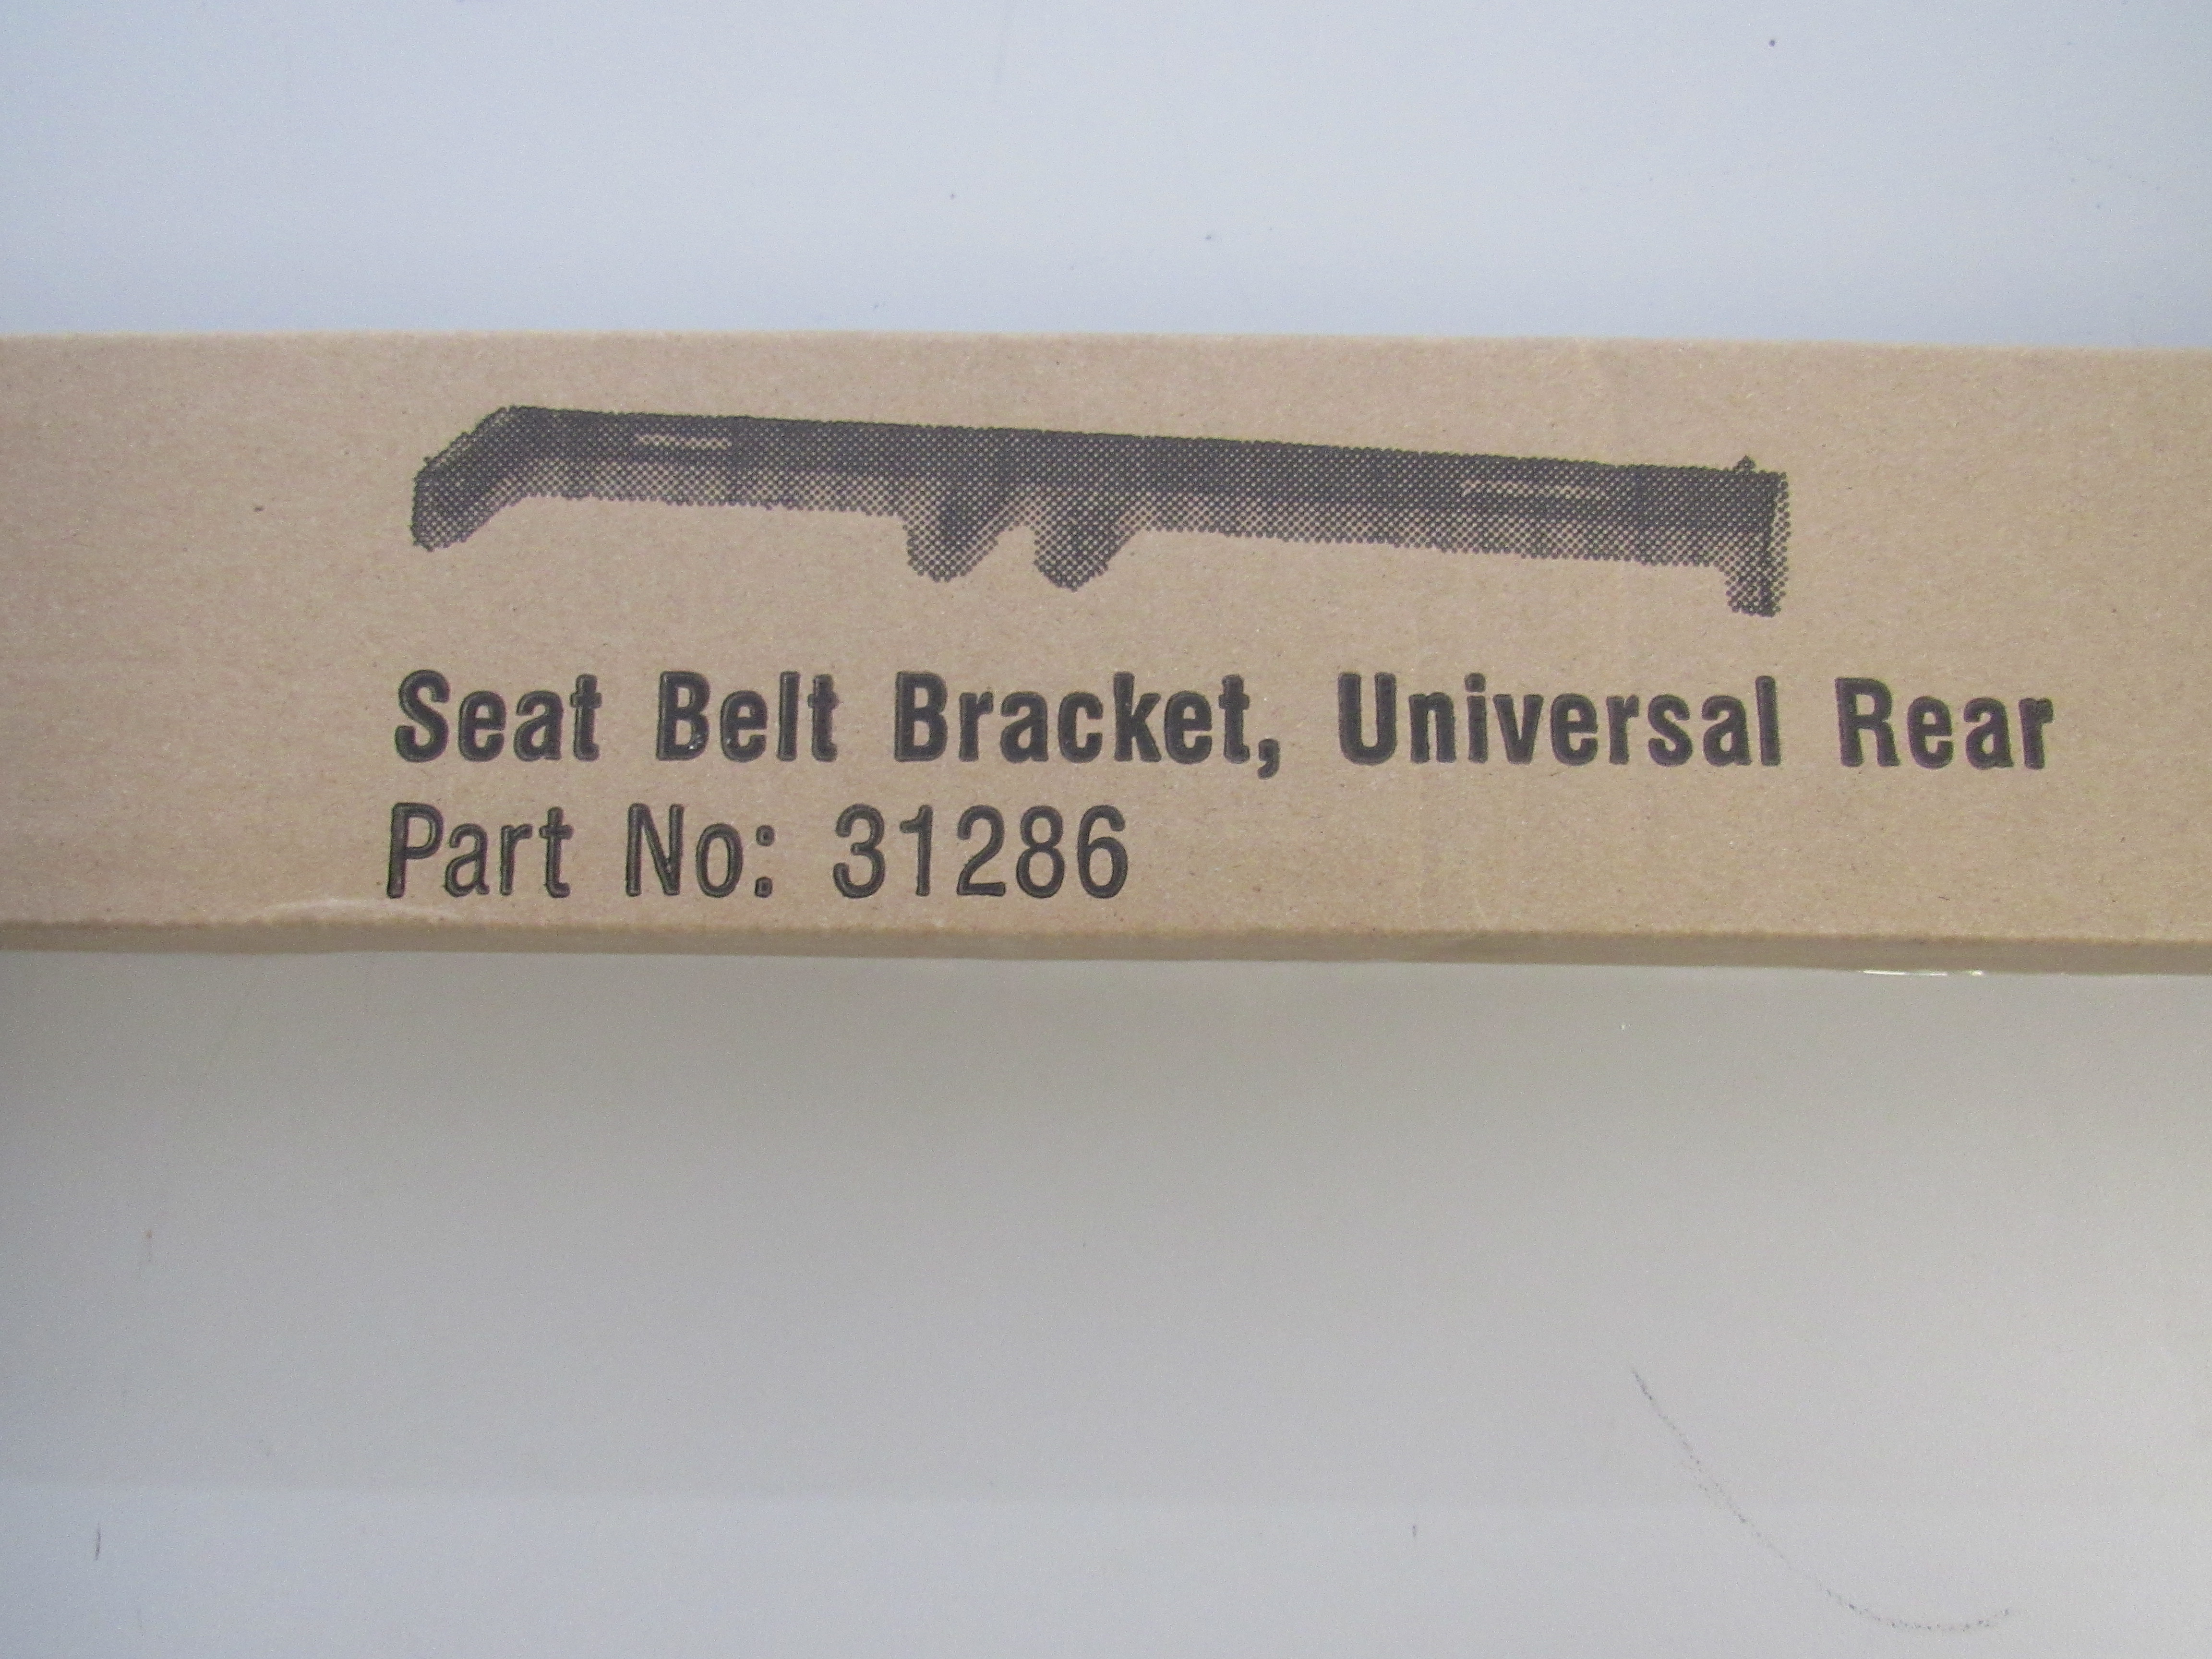 Seat Belt Bracket, Universal Rear
Part No: 31286